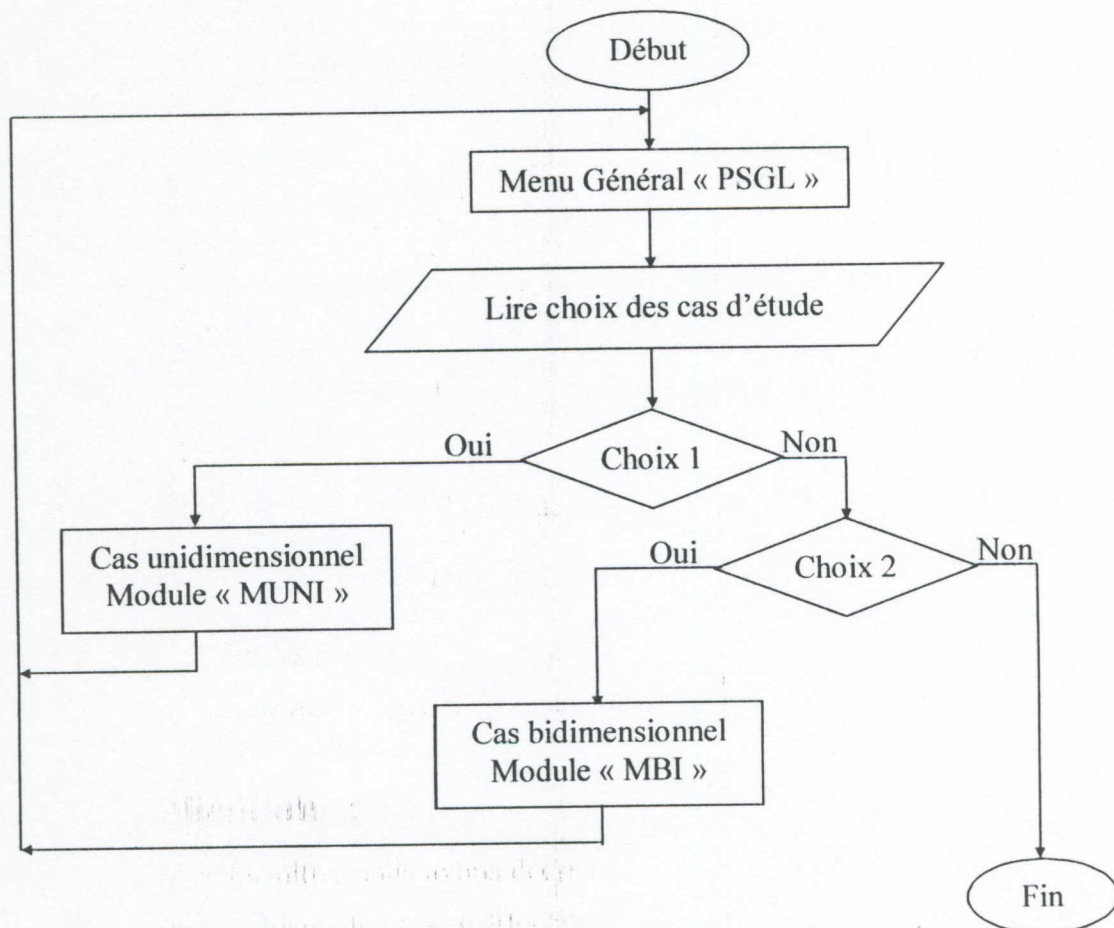 Début
Menu Général « PSGL »
Lire choix des cas d'étude
Oui
Choix 1
Non
Cas unidimensionnel
Module « MUNI »
Oui
Choix 2
Non
Cas bidimensionnel
Module « MBI »
Fin